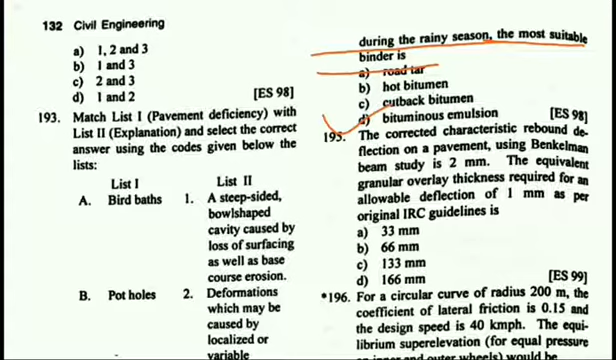 132 Civil Engineering
a) 1, 2 and 3
b) 1 and 3
c) 2 and 3
d) 1 and 2 [ES 98]
193. Match List I (Pavement deficiency) with
List II (Explanation) and select the correct
answer using the codes given below the
lists:
List I List II
A. Bird baths 1. A steep-sided,
bowlshaped
cavity caused by
loss of surfacing
as well as base
course erosion.
B. Pot holes 2. Deformations
which may be
caused by
localized or
variable
during the rainy season, the most suitable
binder is
a) road tar
b) hot bitumen
c) cutback bitumen
d) bituminous emulsion [ES 98]
195. The corrected characteristic rebound de-
flection on a pavement, using Benkelman
beam study is 2 mm. The equivalent
granular overlay thickness required for an
allowable deflection of 1 mm as per
original IRC guidelines is
a) 33 mm
b) 66 mm
c) 133 mm
d) 166 mm [ES 99]
*196. For a circular curve of radius 200 m, the
coefficient of lateral friction is 0.15 and
the design speed is 40 kmph. The equi-
librium superelevation (for equal pressure
on inner and outer wheels) would be